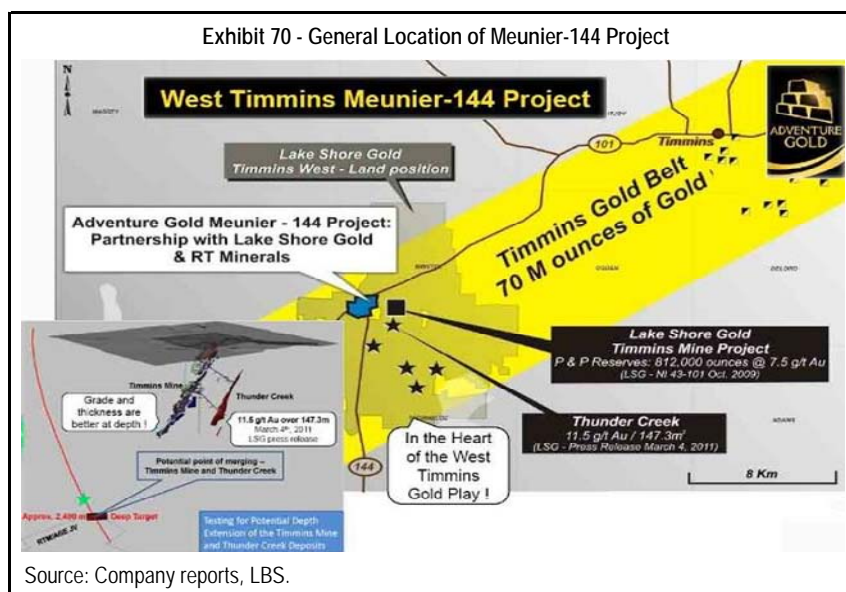 Exhibit 70 - General Location of Meunier-144 Project
N
West Timmins Meunier-144 Project
ADVENTURE
GOLD
101
Timmins
Lake Shore Gold
Timmins West - Land position
Timmins Gold Belt
70 M ounces of Gold
Adventure Gold Meunier - 144 Project:
Partnership with Lake Shore Gold
& RT Minerals
OGDEN
DELORO
Lake Shore Gold
Timmins Mine Project
P & P Reserves: 812,000 ounces @ 7.5 g/t Au
(LSG - NI 43-101 Oct. 2009)
Thunder Creek
11.5 g/t Au / 147.3m
(LSG - Press Release March 4, 2011)
ADAMS
In the Heart
of the West
Timmins
Gold Play !
144
8 Km
Timmins Mine
Thunder Creek
Grade and
thickness are
better at depth !
11.5 g/t Au over 147.3m
March 4th, 2011
LSG press release
Potential point of merging –
Timmins Mine and Thunder Creek
Approx. 2,400 m
Deep Target
Testing for Potential Depth
Extension of the Timmins Mine
and Thunder Creek Deposits
Source: Company reports, LBS.